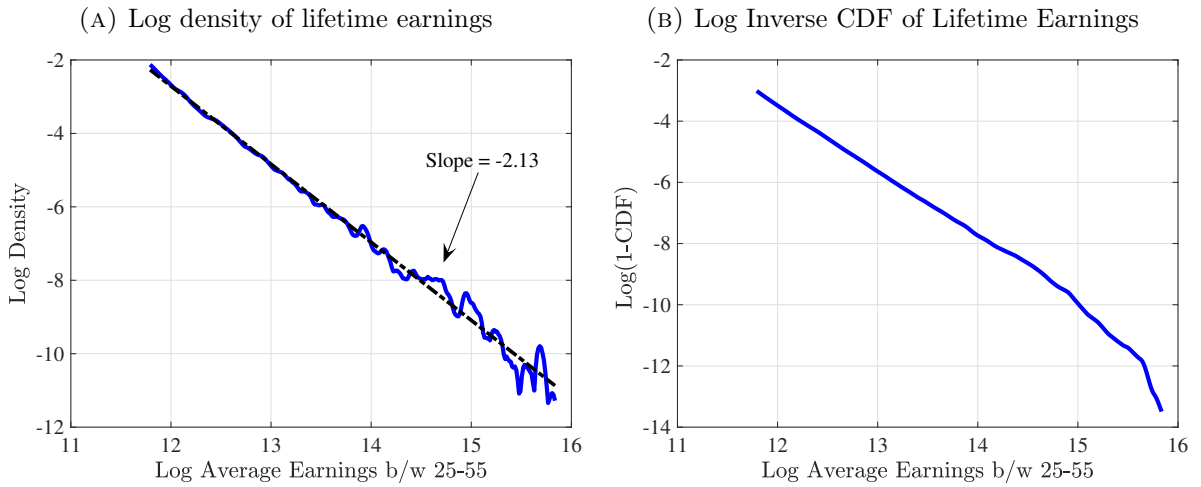 (A) Log density of lifetime earnings
-2
-4
-6
-8
-10
-12
Log Density
Slope = -2.13
11 12 13 14 15 16
Log Average Earnings b/w 25-55
(B) Log Inverse CDF of Lifetime Earnings
-2
-4
-6
-8
-10
-12
-14
Log(1-CDF)
11 12 13 14 15 16
Log Average Earnings b/w 25-55